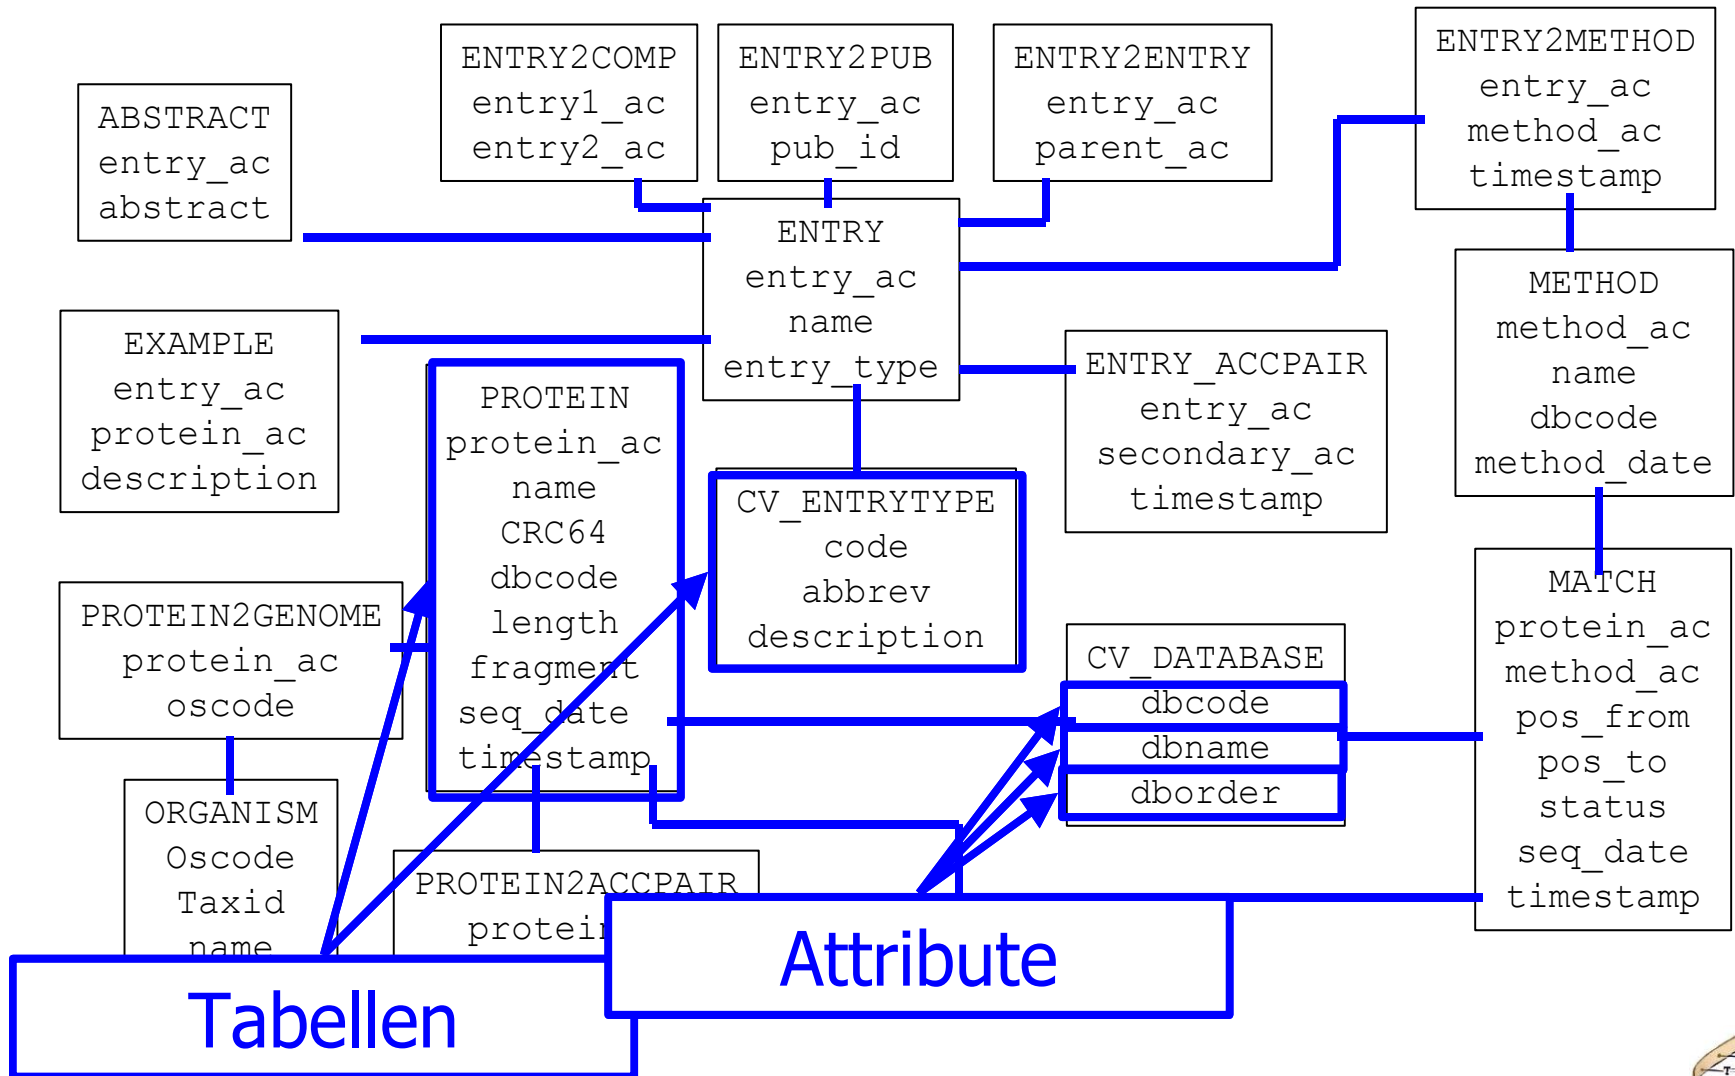 ENTRY2COMP
entry1_ac
entry2_ac
ENTRY2PUB
entry_ac
pub_id
ENTRY2ENTRY
entry_ac
parent_ac
ENTRY2METHOD
entry_ac
method_ac
timestamp
ABSTRACT
entry_ac
abstract
ENTRY
entry_ac
name
entry_type
METHOD
method_ac
name
dbcode
method_date
EXAMPLE
entry_ac
protein_ac
description
PROTEIN
protein_ac
name
CRC64
dbcode
length
fragment
seq_date
timestamp
ENTRY_ACCPAIR
entry_ac
secondary_ac
timestamp
CV_ENTRYTYPE
code
abbrev
description
MATCH
protein_ac
method_ac
pos_from
pos_to
status
seq_date
timestamp
PROTEIN2GENOME
protein_ac
oscode
CV_DATABASE
dbcode
dbname
dborder
ORGANISM
Oscode
Taxid
name
PROTEIN2ACCPAIR
protein
Attribute
Tabellen